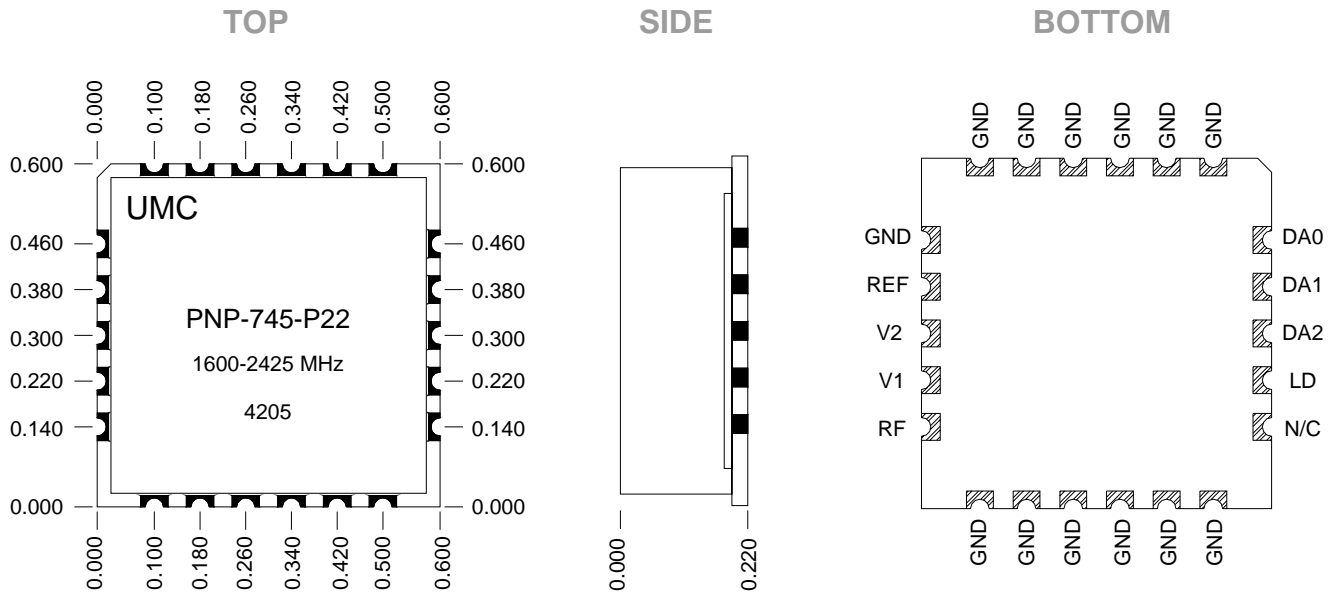 TOP
SIDE
BOTTOM
0.000 0.100 0.180 0.260 0.340 0.420 0.500 0.600
0.600
0.460
0.380
0.300
0.220
0.140
0.000
UMC
PNP-745-P22
1600-2425 MHz
4205
0.600
0.460
0.380
0.300
0.220
0.140
0.000
0.000 0.100 0.180 0.260 0.340 0.420 0.500 0.600
0.000 0.220
GND GND GND GND GND GND
GND
REF
V2
V1
RF
DA0
DA1
DA2
LD
N/C
GND GND GND GND GND GND